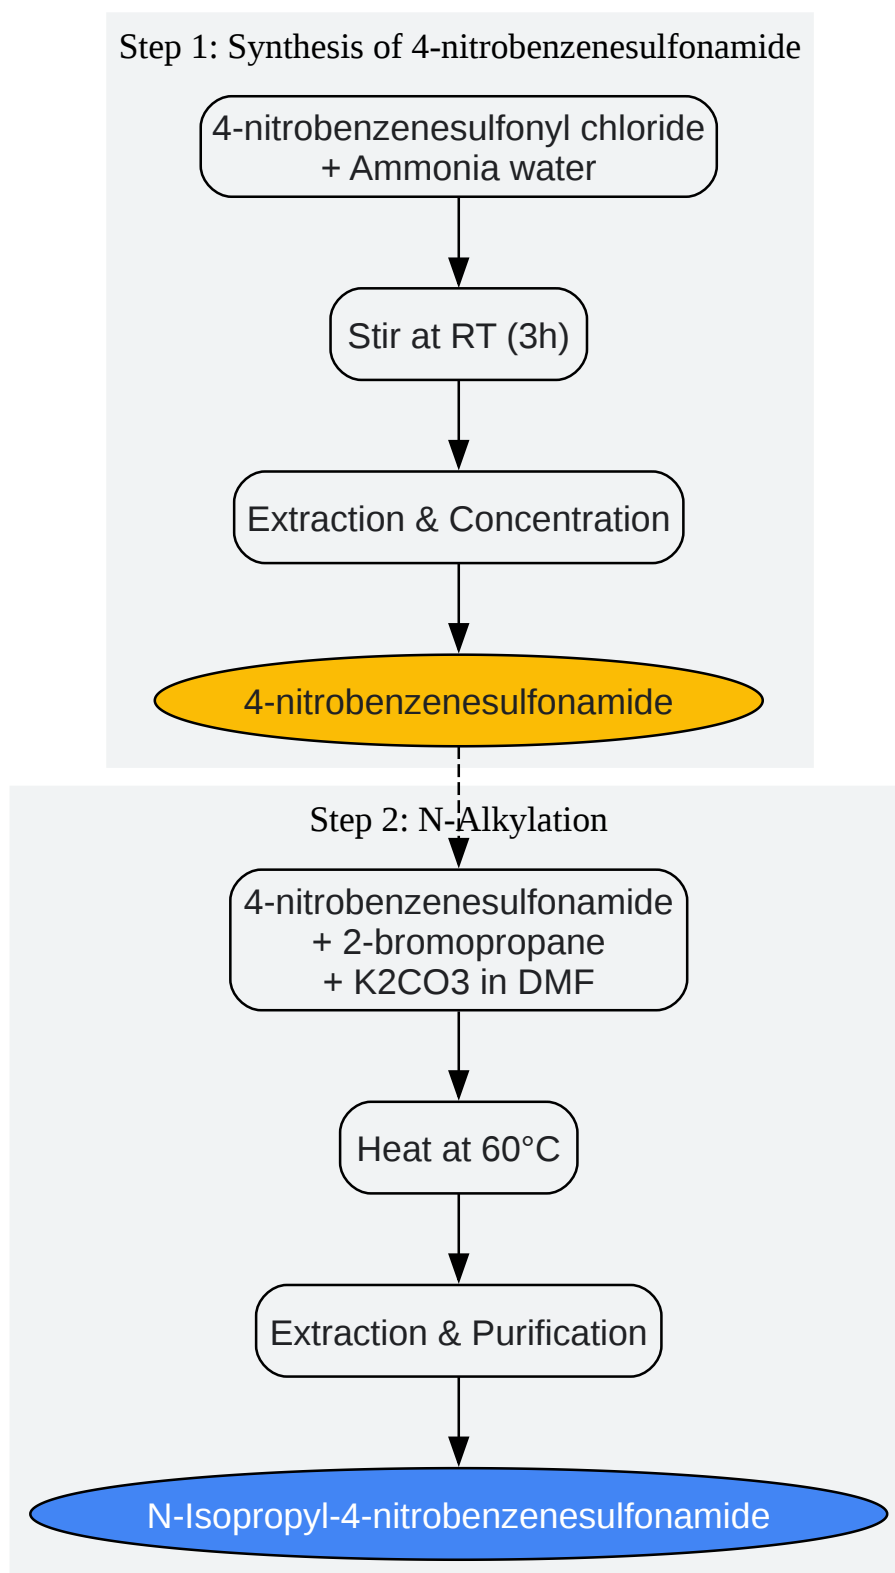 Step 1: Synthesis of 4-nitrobenzenesulfonamide
4-nitrobenzenesulfonyl chloride
+ Ammonia water
Stir at RT (3h)
Extraction & Concentration
4-nitrobenzenesulfonamide
Step 2: N-Alkylation
4-nitrobenzenesulfonamide
+ 2-bromopropane
+ K2CO3 in DMF
Heat at 60°C
Extraction & Purification
N-Isopropyl-4-nitrobenzenesulfonamide